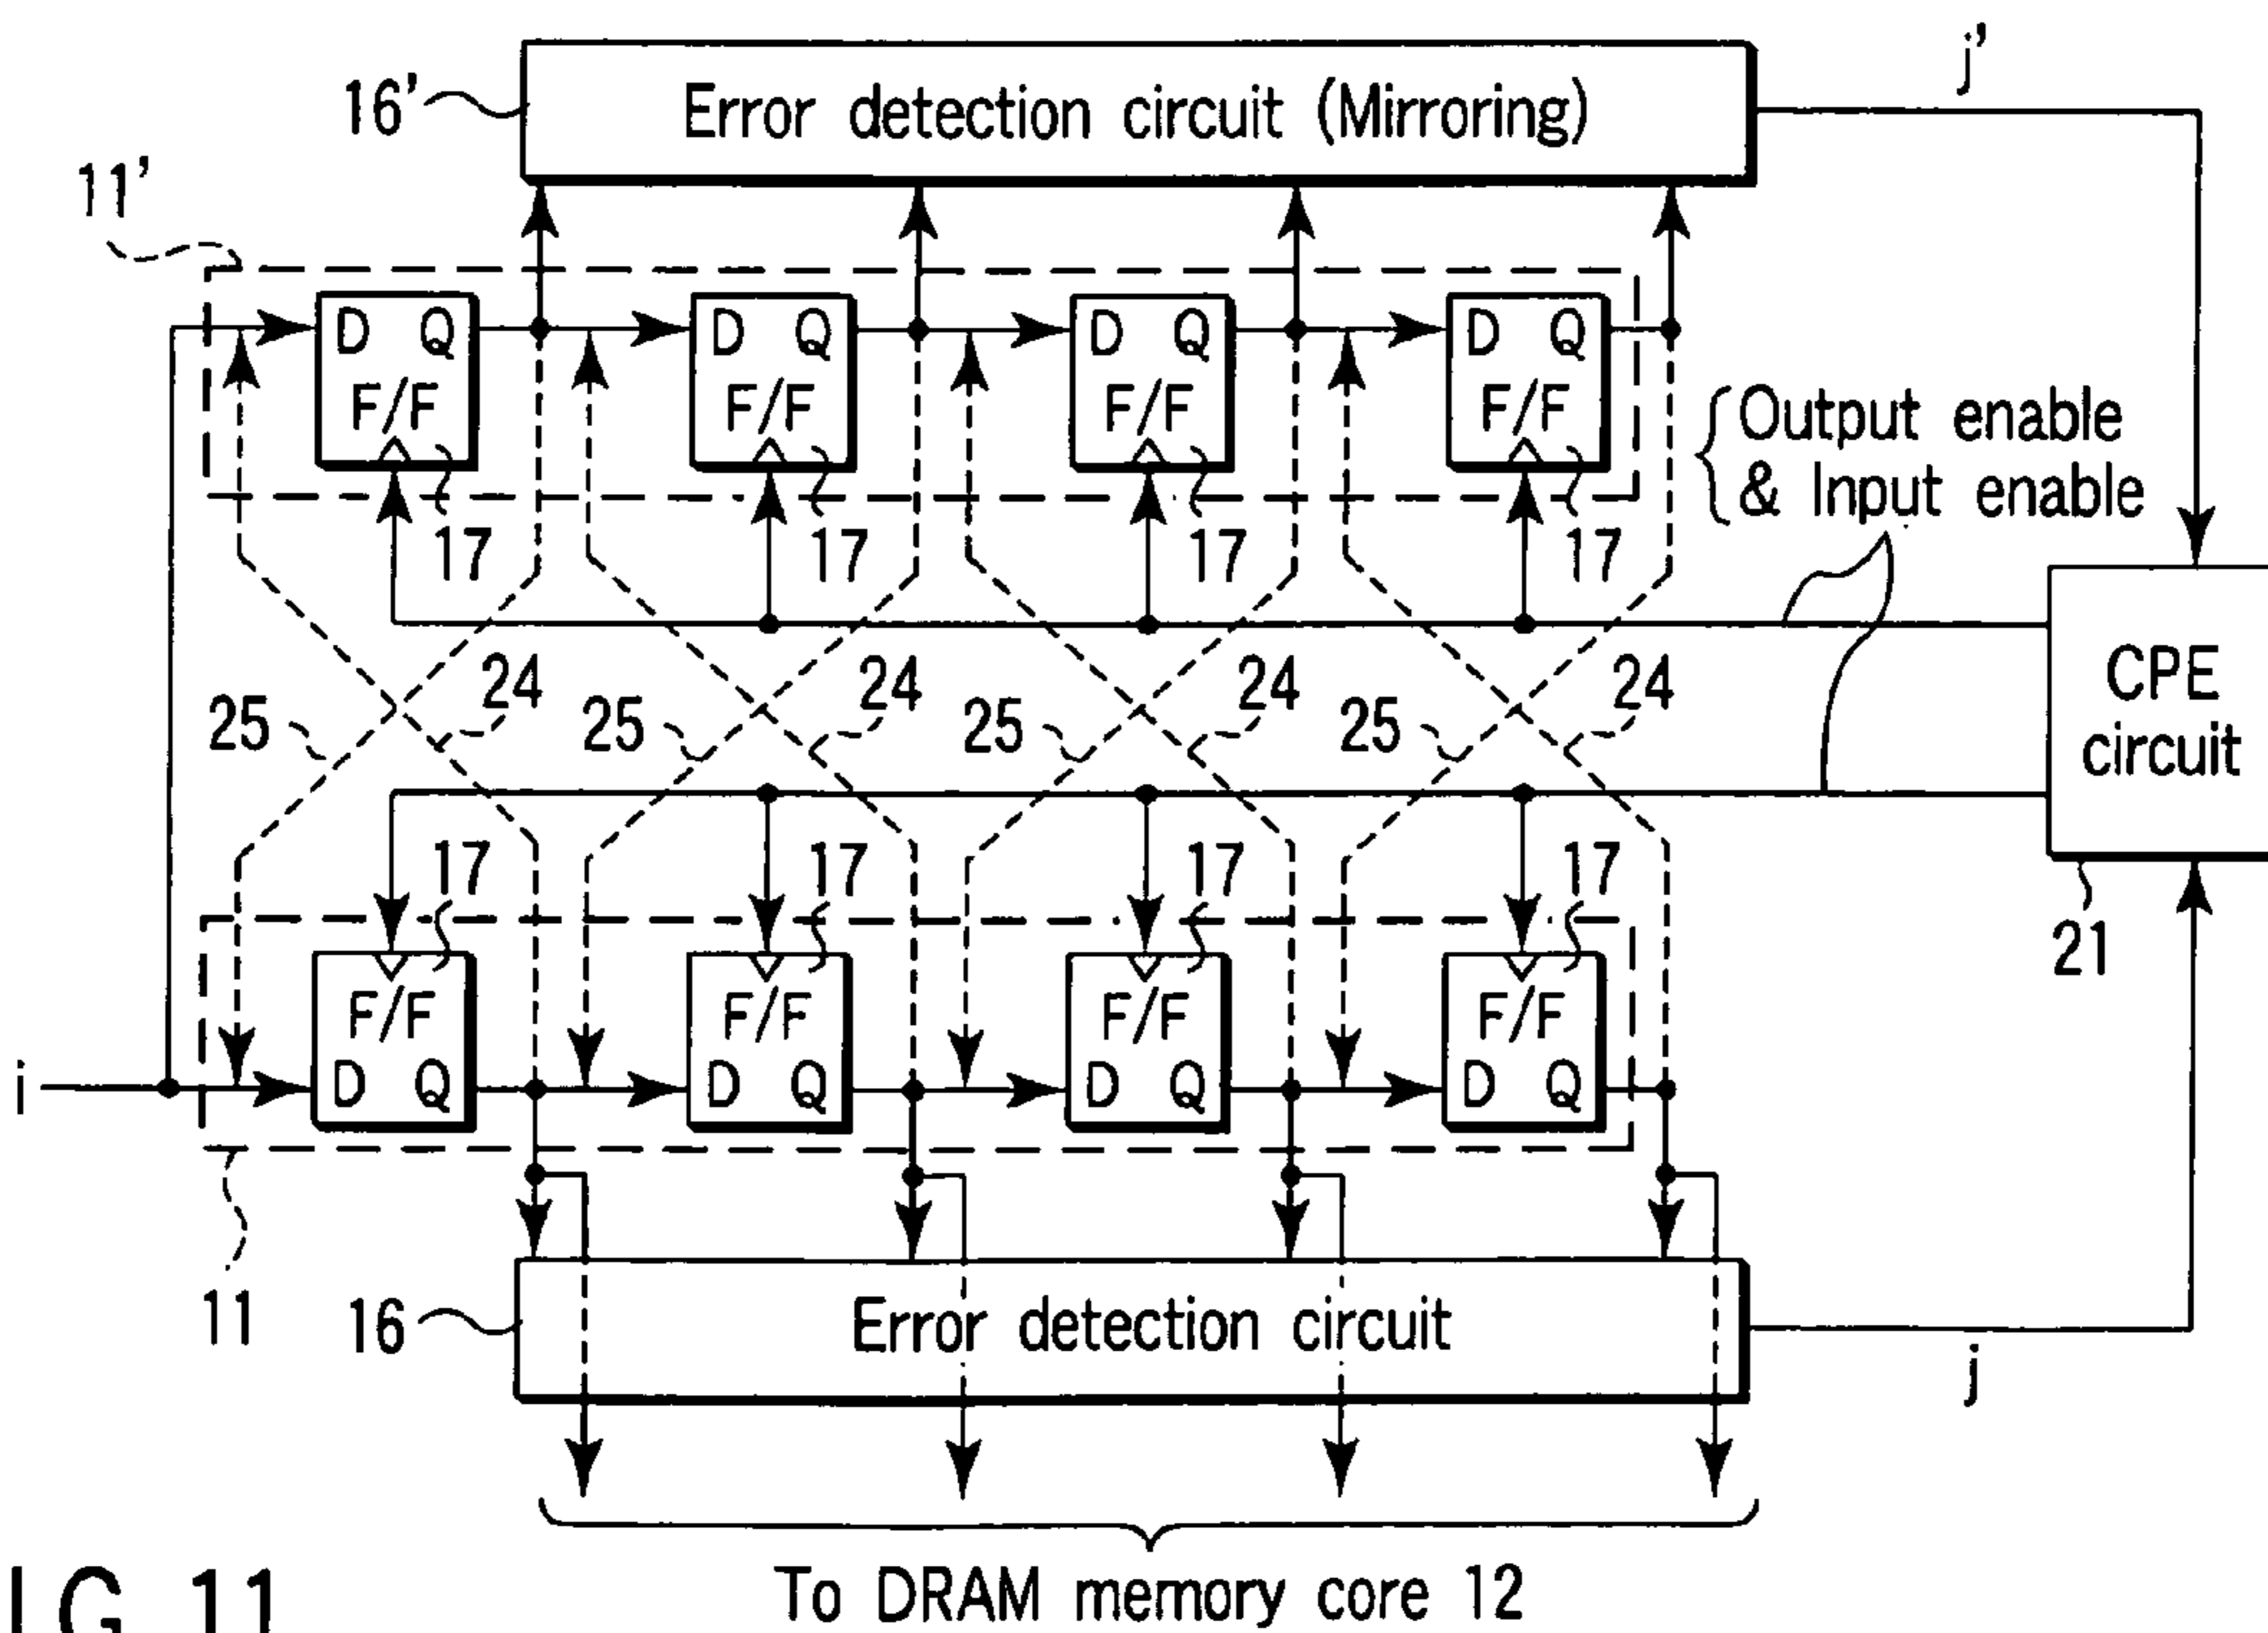 j'
16'
Error detection circuit (Mirroring)
11'
D Q D Q D Q D Q
F/F F/F F/F F/F
Output enable
& Input enable
17 17 17 17
CPE
circuit
25 24 25 24 25 24 25 24
17 17 17 17
21
F/F F/F F/F F/F
i
D Q D Q D Q D Q
11
16
Error detection circuit
j
To DRAM memory core 12
IG. 11